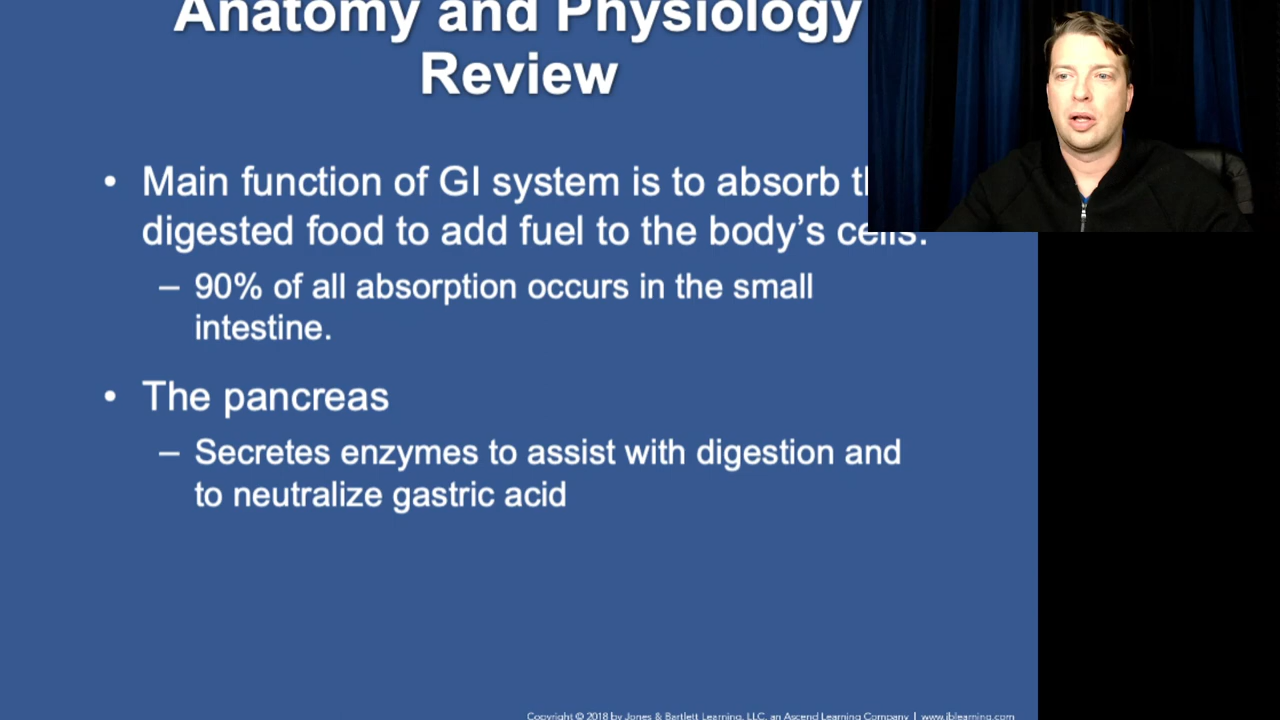 Anatomy and Physiology
Review
• Main function of GI system is to absorb
digested food to add fuel to the body’s cells.
– 90% of all absorption occurs in the small
intestine.
• The pancreas
– Secretes enzymes to assist with digestion and
to neutralize gastric acid
Copyright © 2018 by Jones & Bartlett Learning, LLC, an Ascend Learning Company | www.jblearning.com